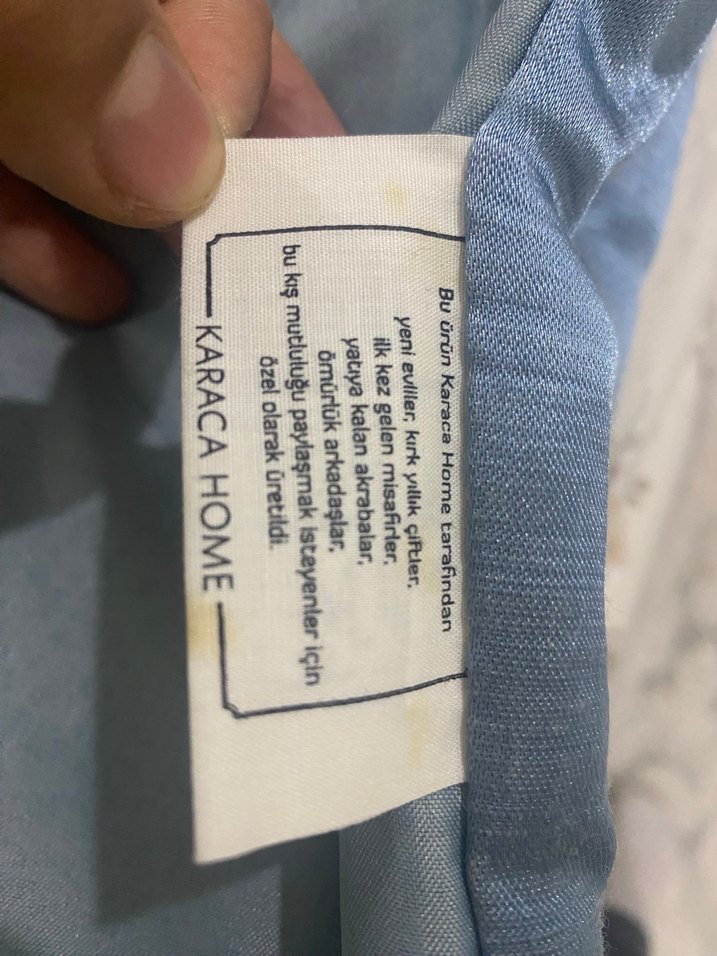 Bu ürün Karaca Home tarafından
yeni evliler, kırk yıllık çiftler,
ilk kez gelen misafirler,
yatıya kalan akrabalar,
ömürlük arkadaşlar,
bu kış mutluluğu paylaşmak isteyenler için
özel olarak üretildi.
KARACA HOME